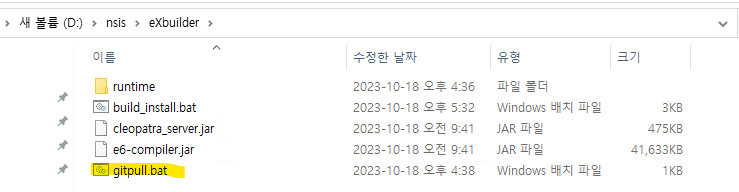 새 볼륨 (D:) > nsis > eXbuilder >
이름 수정한 날짜 유형 크기
runtime 2023-10-18 오후 4:36 파일 폴더
build_install.bat 2023-10-18 오후 5:32 Windows 배치 파일 3KB
cleopatra_server.jar 2023-10-18 오전 9:41 JAR 파일 475KB
e6-compiler.jar 2023-10-18 오전 9:41 JAR 파일 41,633KB
gitpull.bat 2023-10-18 오후 4:38 Windows 배치 파일 1KB